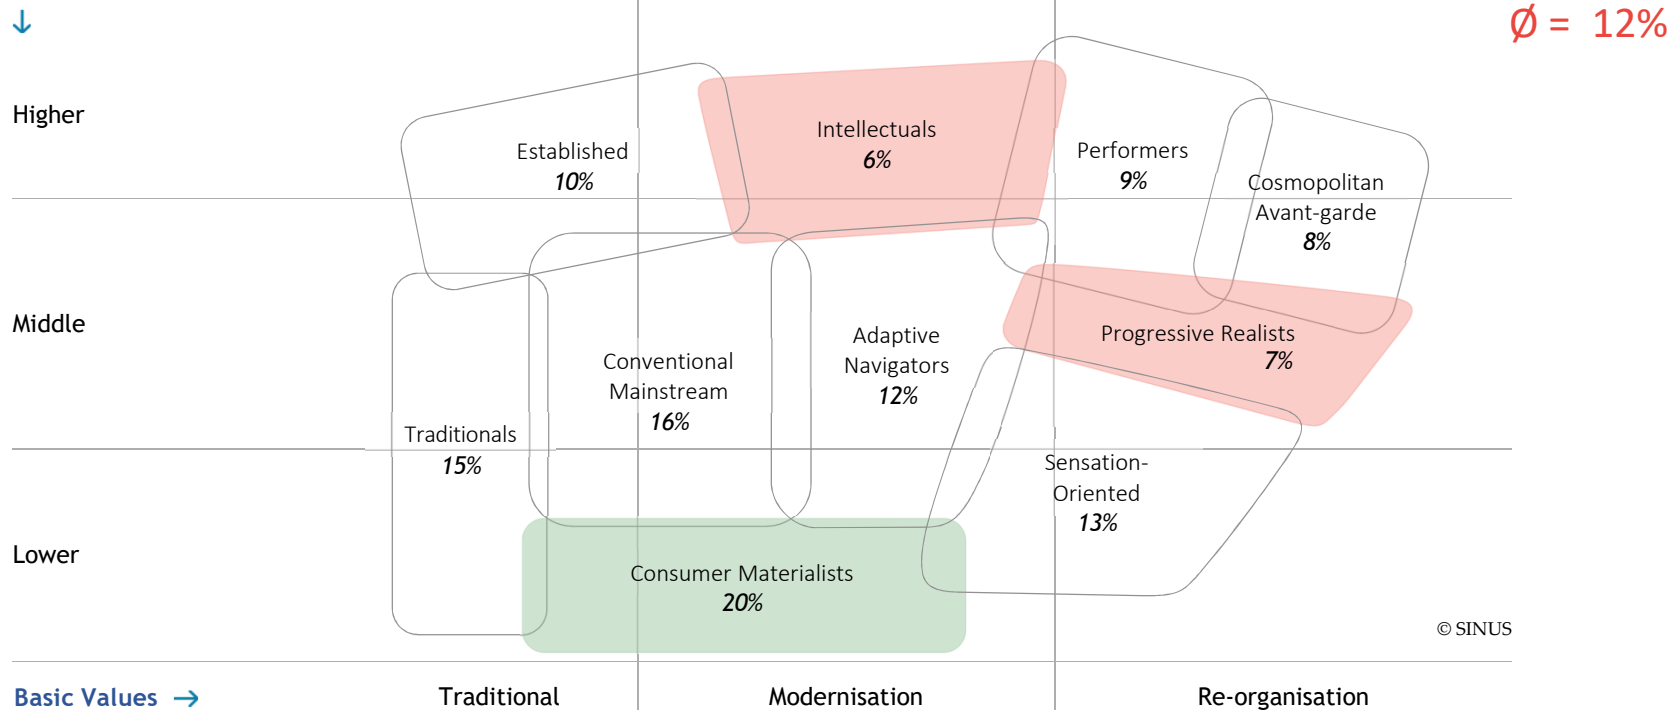 ↓
Ø = 12%
Higher
Established
10%
Intellectuals
6%
Performers
9%
Cosmopolitan
Avant-garde
8%
Middle
Traditionals
15%
Conventional
Mainstream
16%
Adaptive
Navigators
12%
Progressive Realists
7%
Sensation-
Oriented
13%
Lower
Consumer Materialists
20%
© SINUS
Basic Values →
Traditional
Modernisation
Re-organisation